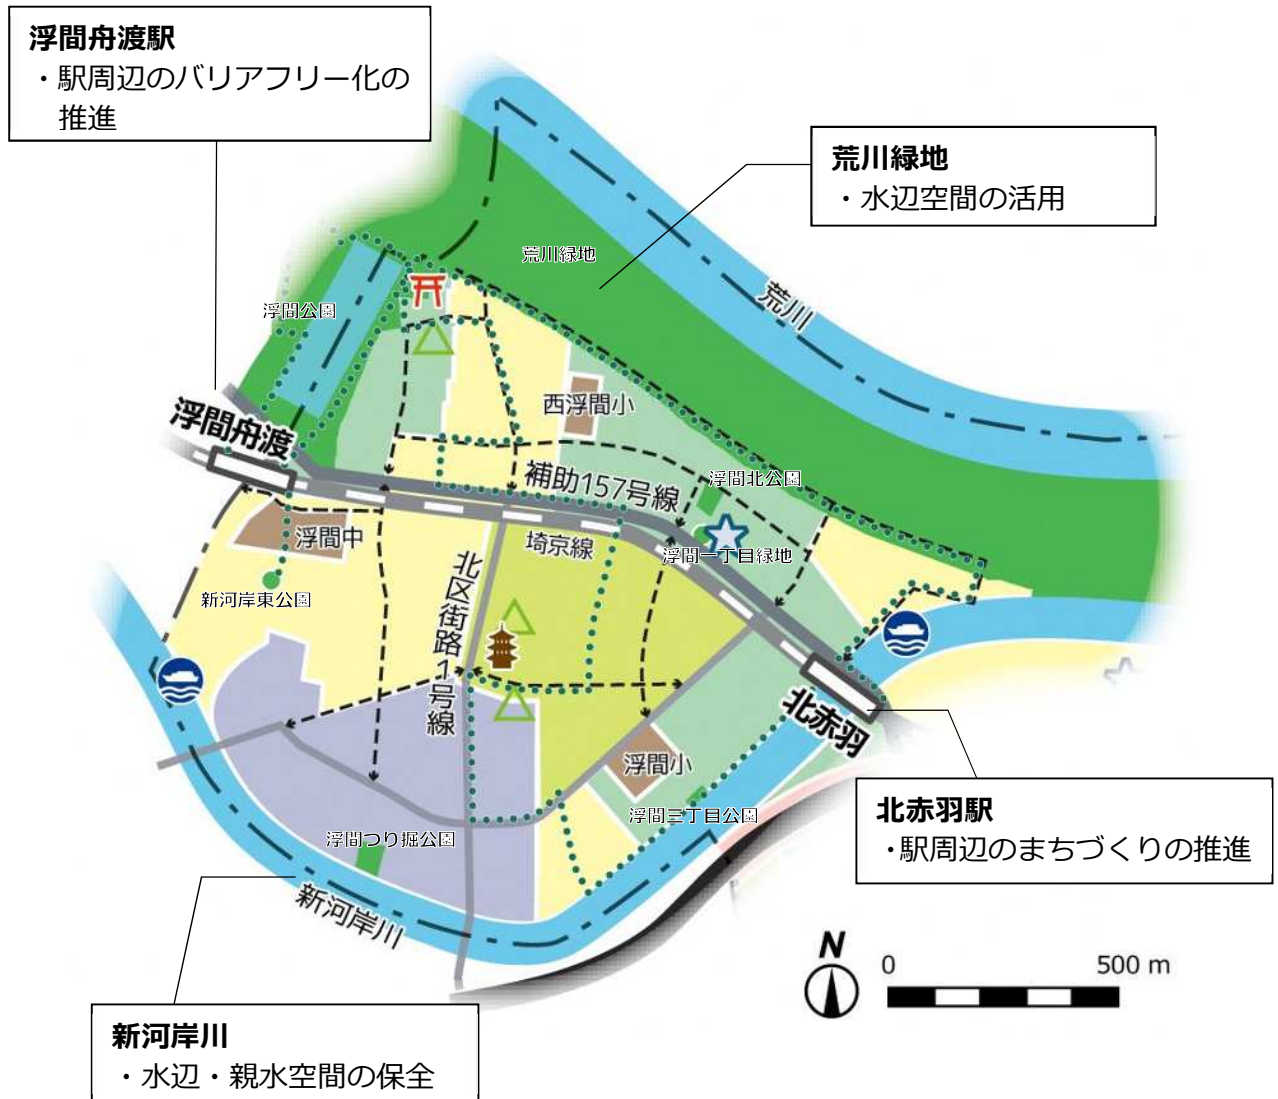 浮間舟渡駅
・駅周辺のバリアフリー化の
推進
荒川緑地
・水辺空間の活用
荒川緑地
荒川
浮間公園
浮間舟渡
西浮間小
補助157号線
浮間北公園
埼京線
浮間一丁目緑地
浮間中
新河岸東公園
北区街路1号線
北赤羽
浮間小
浮間三丁目公園
浮間つり堀公園
新河岸川
北赤羽駅
・駅周辺のまちづくりの推進
N
0 500 m
新河岸川
・水辺・親水空間の保全